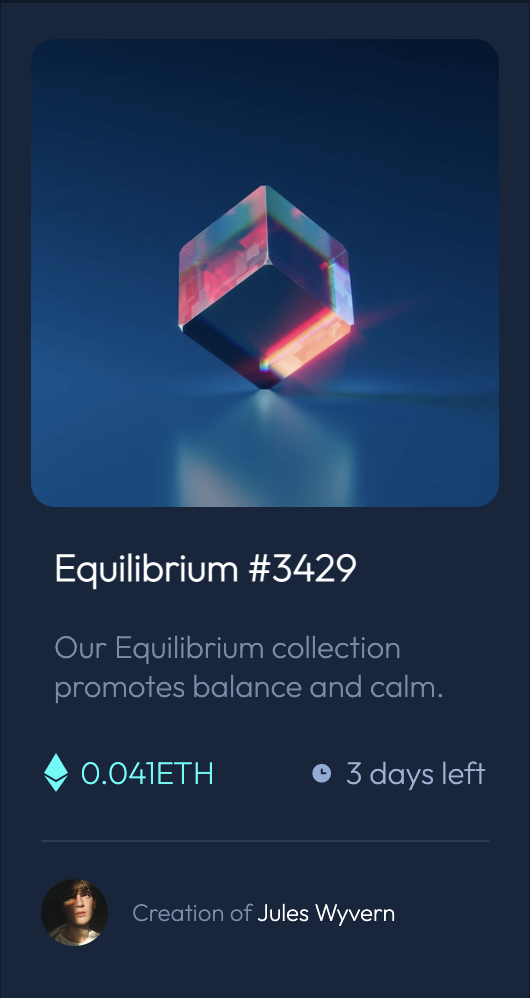 Equilibrium #3429
Our Equilibrium collection
promotes balance and calm.
0.041ETH
3 days left
Creation of Jules Wyvern